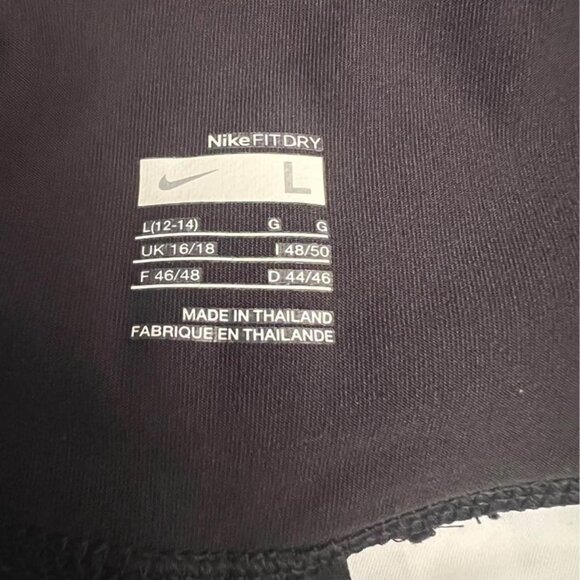 NikeFITDRY
L
L(12-14) G G
UK 16/18 I 48/50
F 46/48 D 44/46
MADE IN THAILAND
FABRIQUE EN THAILANDE